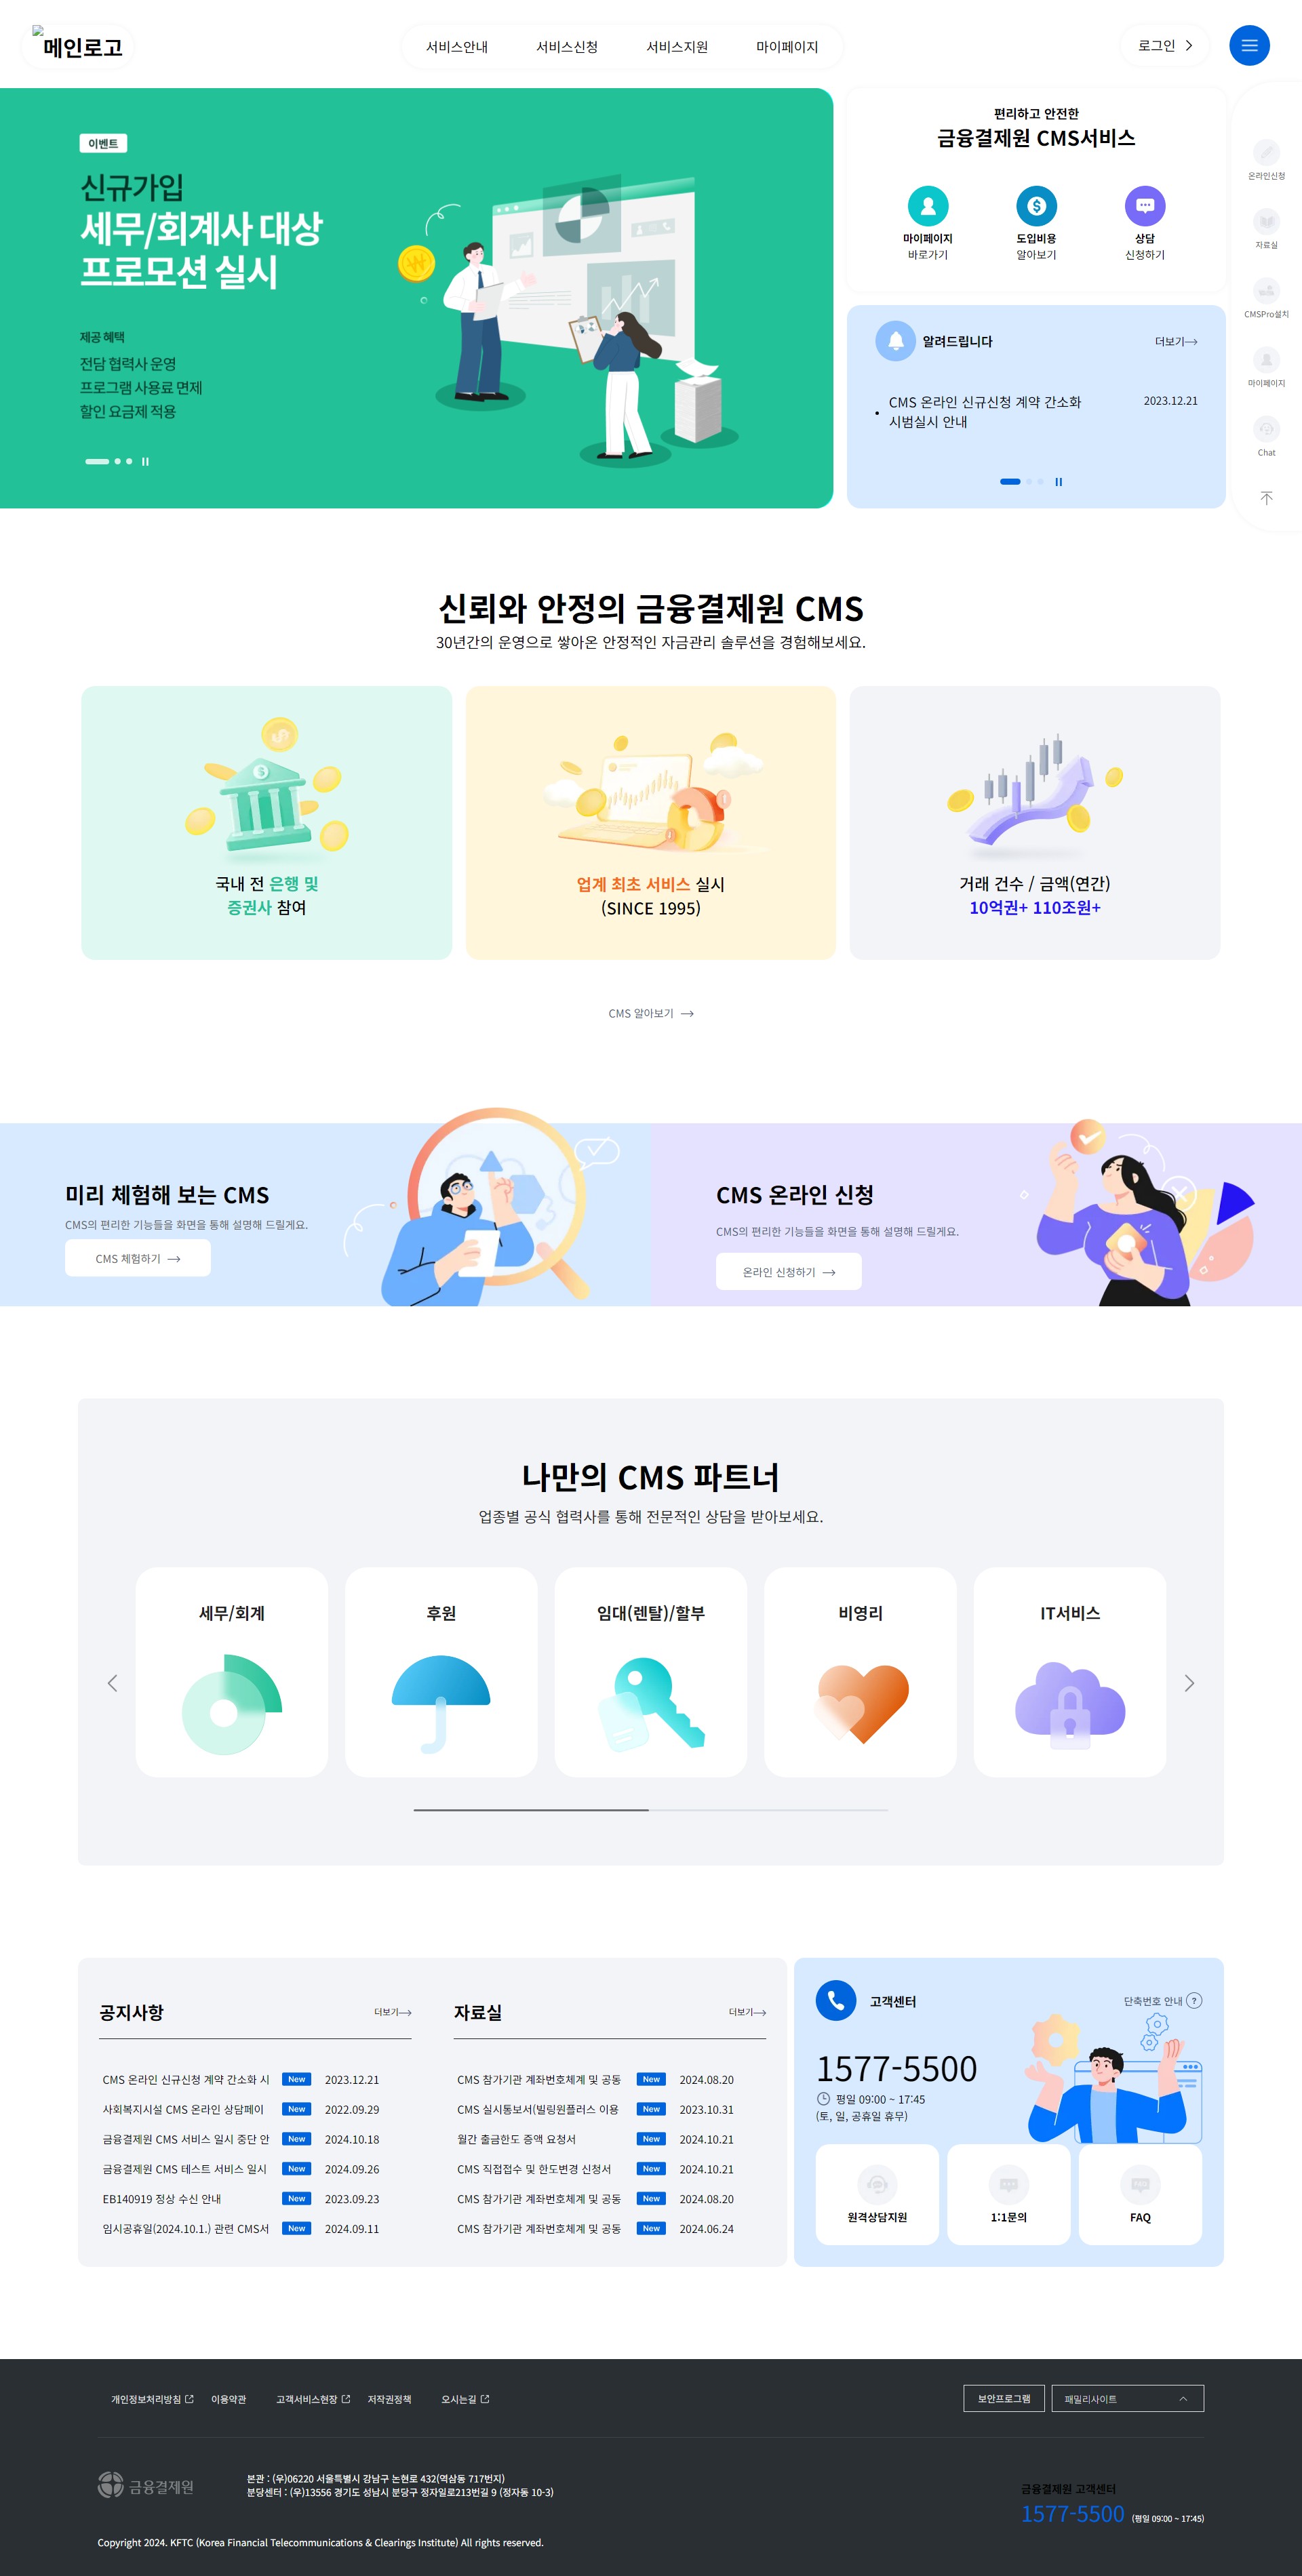 메인로고
서비스안내 서비스신청 서비스지원 마이페이지
로그인
이벤트
신규가입
세무/회계사 대상
프로모션 실시
제공 혜택
전담 협력사 운영
프로그램 사용료 면제
할인 요금제 적용
편리하고 안전한
금융결제원 CMS서비스
마이페이지
바로가기
도입비용
알아보기
상담
신청하기
알려드립니다
더보기
CMS 온라인 신규신청 계약 간소화
시범실시 안내
2023.12.21
온라인신청
자료실
CMSPro설치
마이페이지
Chat
신뢰와 안정의 금융결제원 CMS
30년간의 운영으로 쌓아온 안정적인 자금관리 솔루션을 경험해보세요.
국내 전 은행 및
증권사 참여
업계 최초 서비스 실시
(SINCE 1995)
거래 건수 / 금액(연간)
10억권+ 110조원+
CMS 알아보기
미리 체험해 보는 CMS
CMS의 편리한 기능들을 화면을 통해 설명해 드릴게요.
CMS 체험하기
CMS 온라인 신청
CMS의 편리한 기능들을 화면을 통해 설명해 드릴게요.
온라인 신청하기
나만의 CMS 파트너
업종별 공식 협력사를 통해 전문적인 상담을 받아보세요.
세무/회계
후원
임대(렌탈)/할부
비영리
IT서비스
공지사항
더보기
CMS 온라인 신규신청 계약 간소화 시 New 2023.12.21
사회복지시설 CMS 온라인 상담페이 New 2022.09.29
금융결제원 CMS 서비스 일시 중단 안 New 2024.10.18
금융결제원 CMS 테스트 서비스 일시 New 2024.09.26
EB140919 정상 수신 안내 New 2023.09.23
임시공휴일(2024.10.1.) 관련 CMS서 New 2024.09.11
자료실
더보기
CMS 참가기관 계좌번호체계 및 공동 New 2024.08.20
CMS 실시통보서(빌링원플러스 이용 New 2023.10.31
월간 출금한도 증액 요청서 New 2024.10.21
CMS 직접접수 및 한도변경 신청서 New 2024.10.21
CMS 참가기관 계좌번호체계 및 공동 New 2024.08.20
CMS 참가기관 계좌번호체계 및 공동 New 2024.06.24
고객센터
단축번호 안내 ?
1577-5500
평일 09:00 ~ 17:45
(토, 일, 공휴일 휴무)
원격상담지원
1:1문의
FAQ
개인정보처리방침 이용약관 고객서비스헌장 저작권정책 오시는길
보안프로그램
패밀리사이트
금융결제원
본관 : (우)06220 서울특별시 강남구 논현로 432(역삼동 717번지)
분당센터 : (우)13556 경기도 성남시 분당구 정자일로213번길 9 (정자동 10-3)
금융결제원 고객센터
1577-5500 (평일 09:00 ~ 17:45)
Copyright 2024. KFTC (Korea Financial Telecommunications & Clearings Institute) All rights reserved.